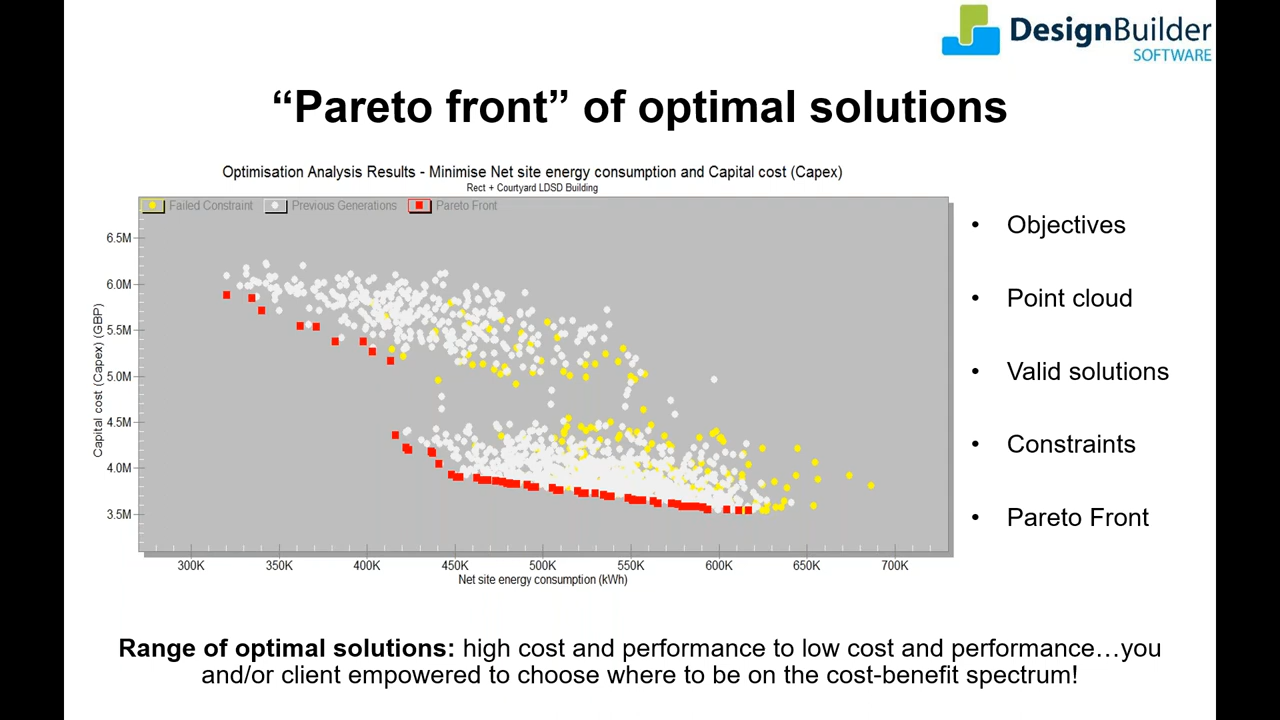 DesignBuilder
SOFTWARE
“Pareto front” of optimal solutions
Optimisation Analysis Results - Minimise Net site energy consumption and Capital cost (Capex)
Rect + Courtyard LDSD Building
Failed Constraint
Previous Generations
Pareto Front
Capital cost (Capex) (GBP)
6.5M
6.0M
5.5M
5.0M
4.5M
4.0M
3.5M
300K
350K
400K
450K
500K
550K
600K
650K
700K
Net site energy consumption (kWh)
• Objectives
• Point cloud
• Valid solutions
• Constraints
• Pareto Front
Range of optimal solutions: high cost and performance to low cost and performance…you
and/or client empowered to choose where to be on the cost-benefit spectrum!